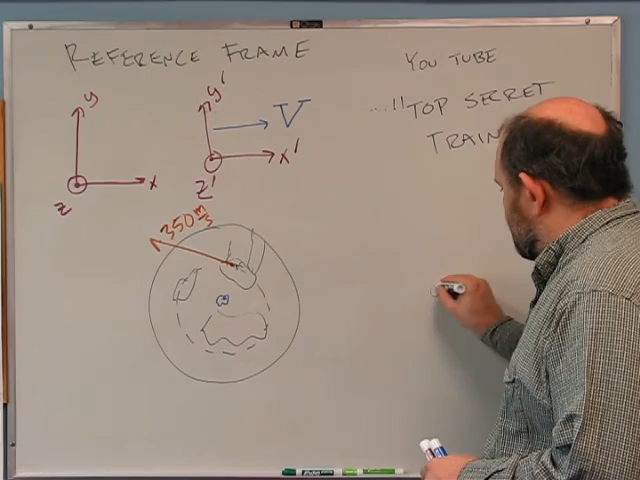 REFERENCE FRAME
YOU TUBE
..."TOP SECRET
TRAIN
y
x
z
y'
V
x'
z'
350 m/s